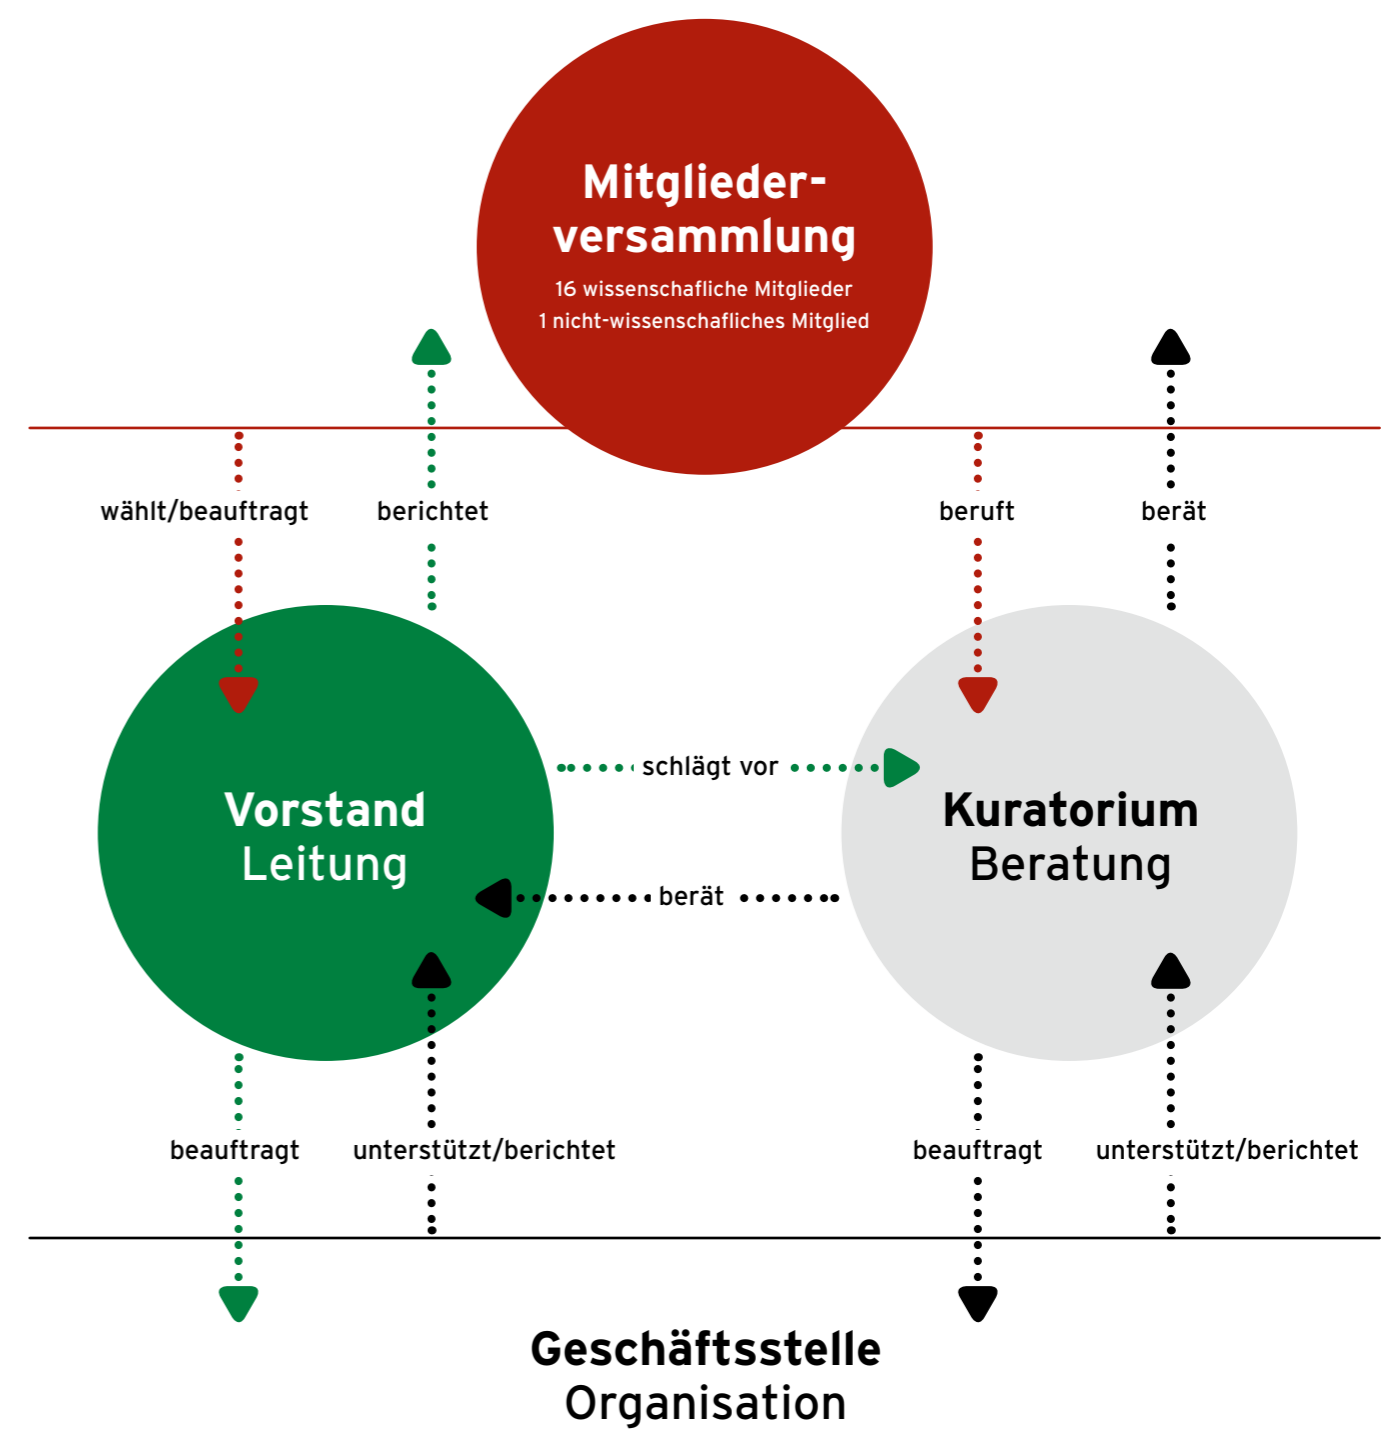 Mitglieder-
versammlung
16 wissenschafliche Mitglieder
1 nicht-wissenschafliches Mitglied
wählt/beauftragt
berichtet
beruft
berät
schlägt vor
Vorstand
Leitung
Kuratorium
Beratung
berät
beauftragt
unterstützt/berichtet
beauftragt
unterstützt/berichtet
Geschäftsstelle
Organisation